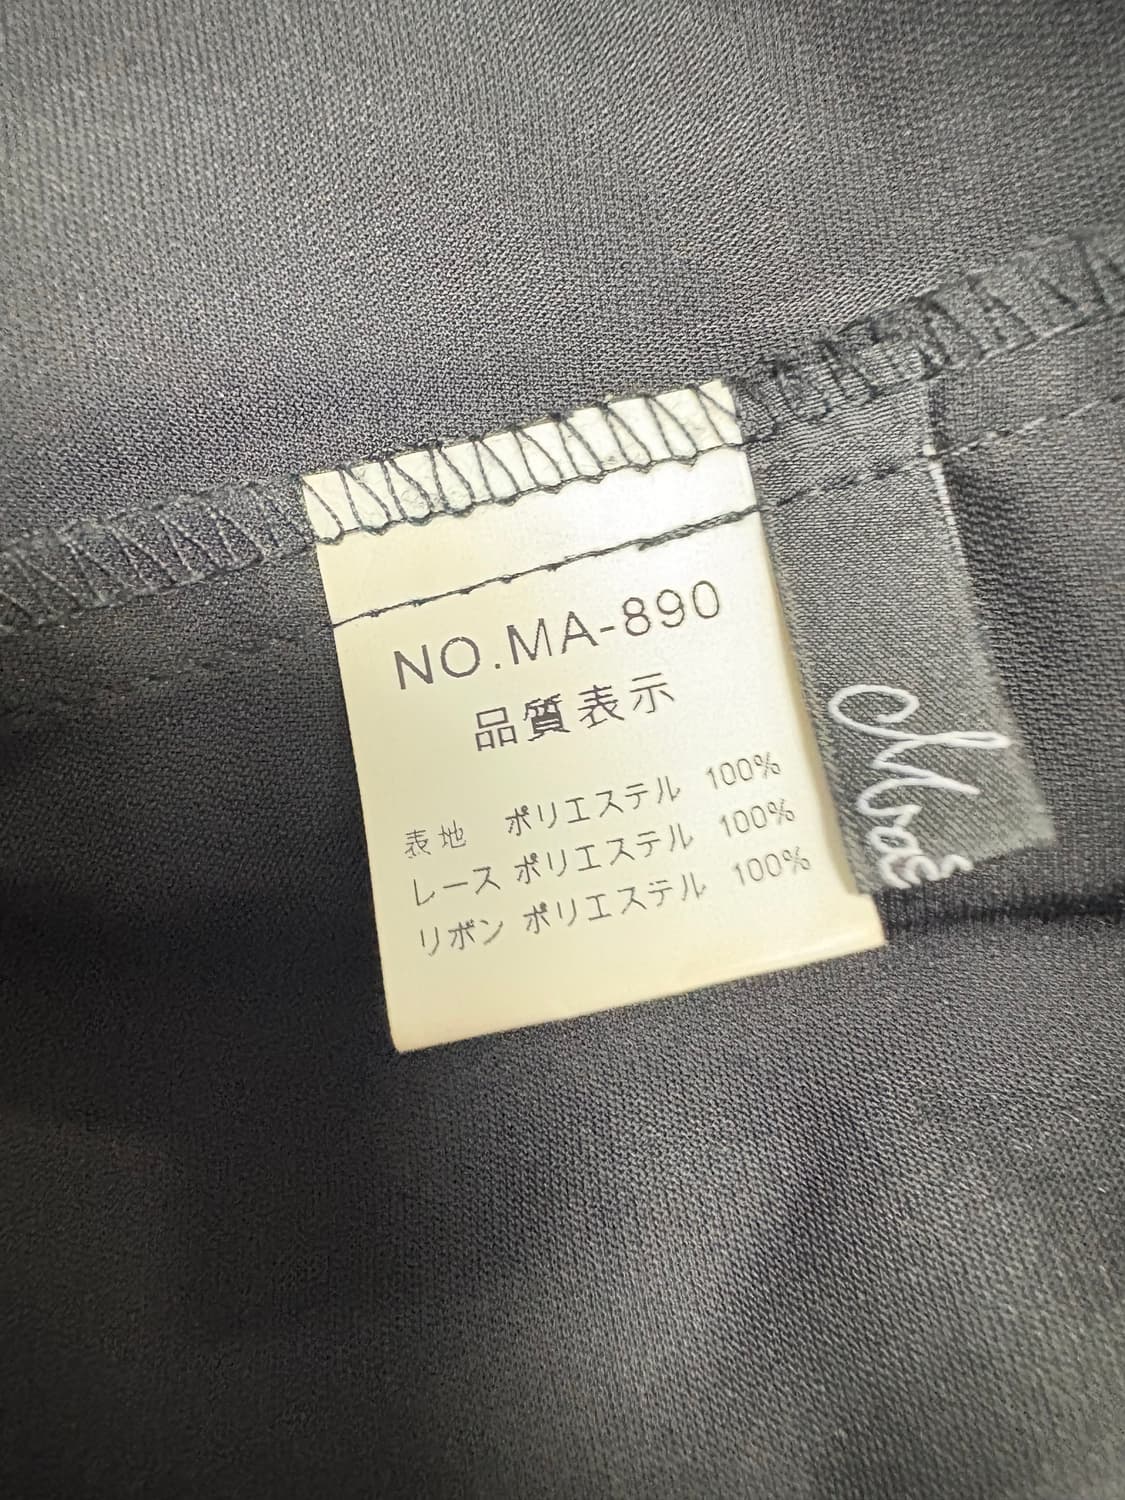 NO.MA-890
品質表示
表地 ポリエステル 100%
レース ポリエステル 100%
リボン ポリエステル 100%